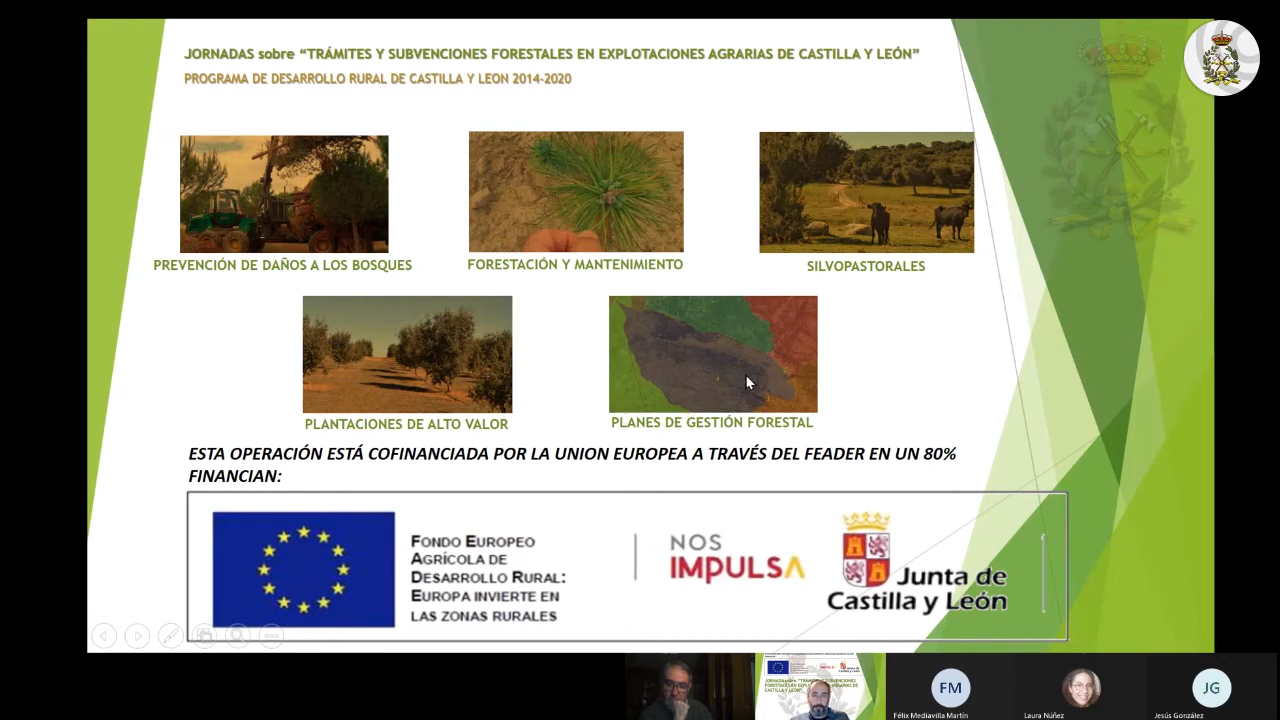 JORNADAS sobre “TRÁMITES Y SUBVENCIONES FORESTALES EN EXPLOTACIONES AGRARIAS DE CASTILLA Y LEÓN”
PROGRAMA DE DESARROLLO RURAL DE CASTILLA Y LEON 2014-2020
PREVENCIÓN DE DAÑOS A LOS BOSQUES
FORESTACIÓN Y MANTENIMIENTO
SILVOPASTORALES
PLANTACIONES DE ALTO VALOR
PLANES DE GESTIÓN FORESTAL
ESTA OPERACIÓN ESTÁ COFINANCIADA POR LA UNION EUROPEA A TRAVÉS DEL FEADER EN UN 80%
FINANCIAN:
FONDO EUROPEO
AGRÍCOLA DE
DESARROLLO RURAL:
EUROPA INVIERTE EN
LAS ZONAS RURALES
NOS
IMPULSA
Junta de
Castilla y León
JORNADAS sobre “TRÁMITES Y SUBVENCIONES
FM
JG
Félix Mediavilla Martín
Laura Núñez
Jesús González